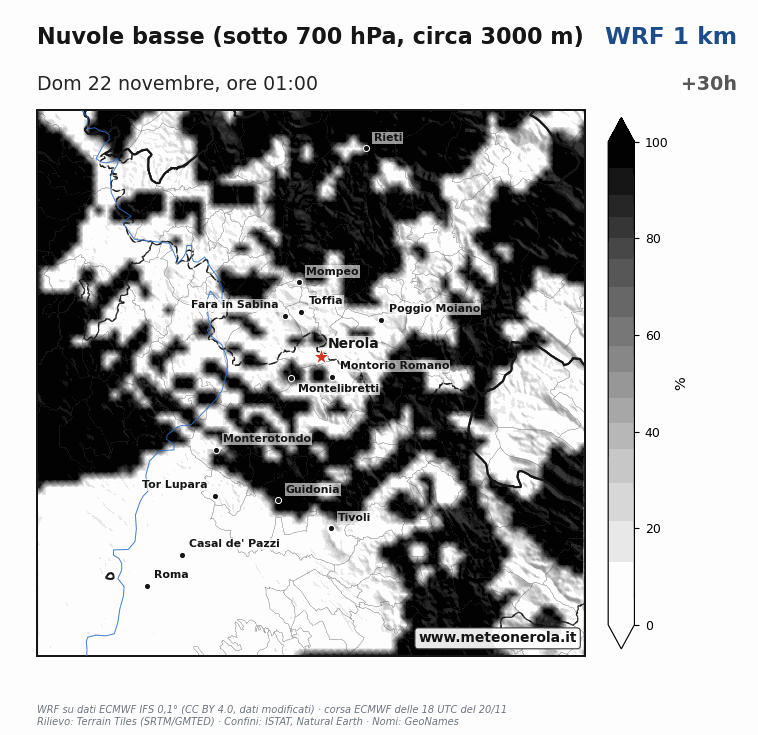 Nuvole basse (sotto 700 hPa, circa 3000 m) WRF 1 km
Dom 22 novembre, ore 01:00 +30h
Rieti
Mompeo
Toffia
Fara in Sabina
Poggio Moiano
Nerola
Montorio Romano
Montelibretti
Monterotondo
Tor Lupara
Guidonia
Tivoli
Casal de' Pazzi
Roma
www.meteonerola.it
100
80
60
40
20
0
%
WRF su dati ECMWF IFS 0,1° (CC BY 4.0, dati modificati) · corsa ECMWF delle 18 UTC del 20/11
Rilievo: Terrain Tiles (SRTM/GMTED) · Confini: ISTAT, Natural Earth · Nomi: GeoNames